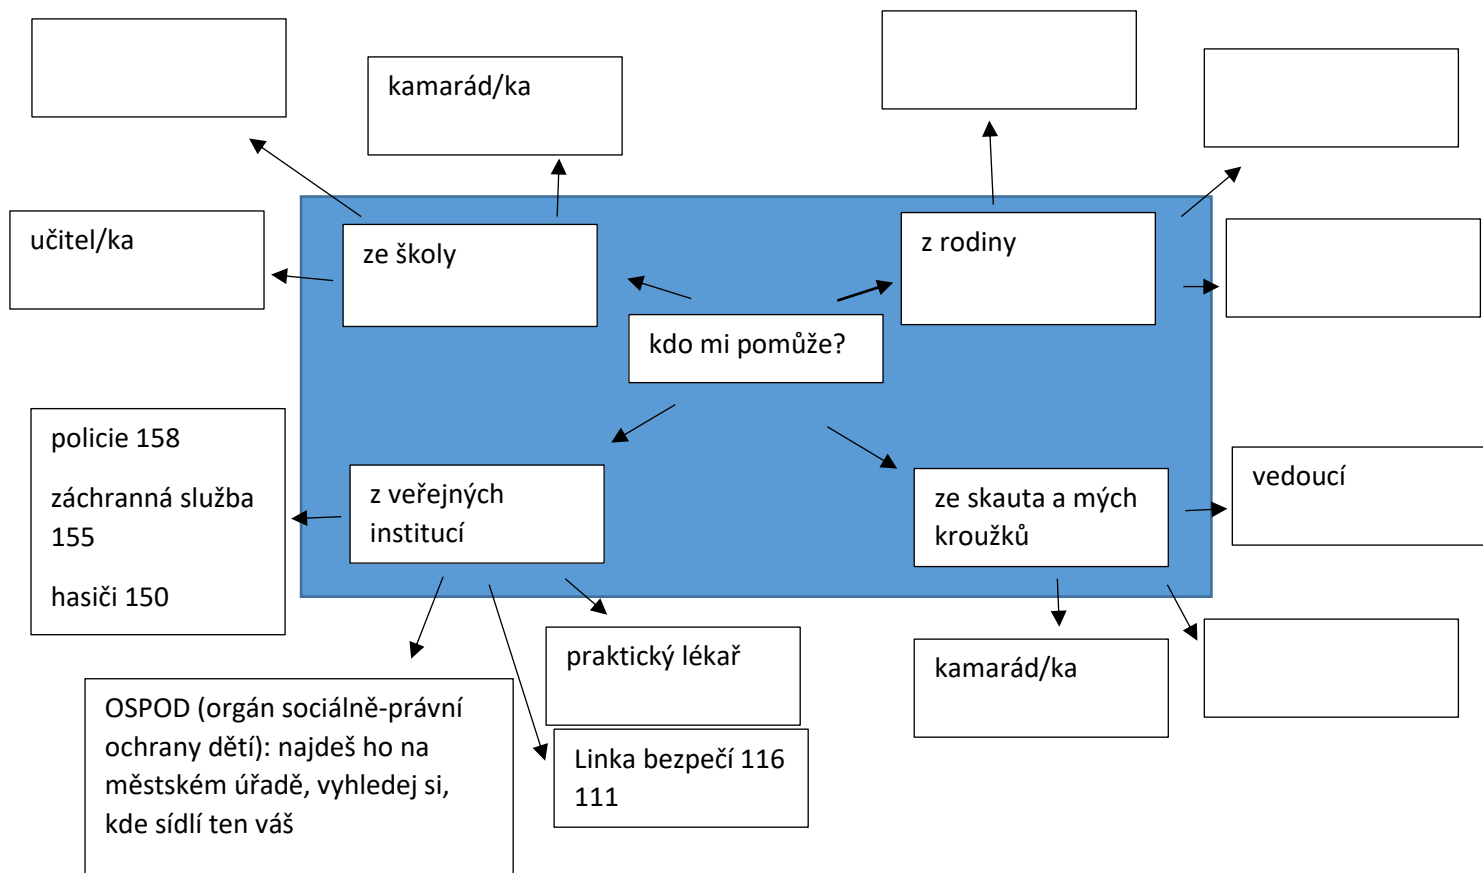 kamarád/ka
učitel/ka
ze školy
z rodiny
kdo mi pomůže?
policie 158
záchranná služba
155
hasiči 150
z veřejných
institucí
ze skauta a mých
kroužků
vedoucí
praktický lékař
kamarád/ka
OSPOD (orgán sociálně-právní
ochrany dětí): najdeš ho na
městském úřadě, vyhledej si,
kde sídlí ten váš
Linka bezpečí 116
111